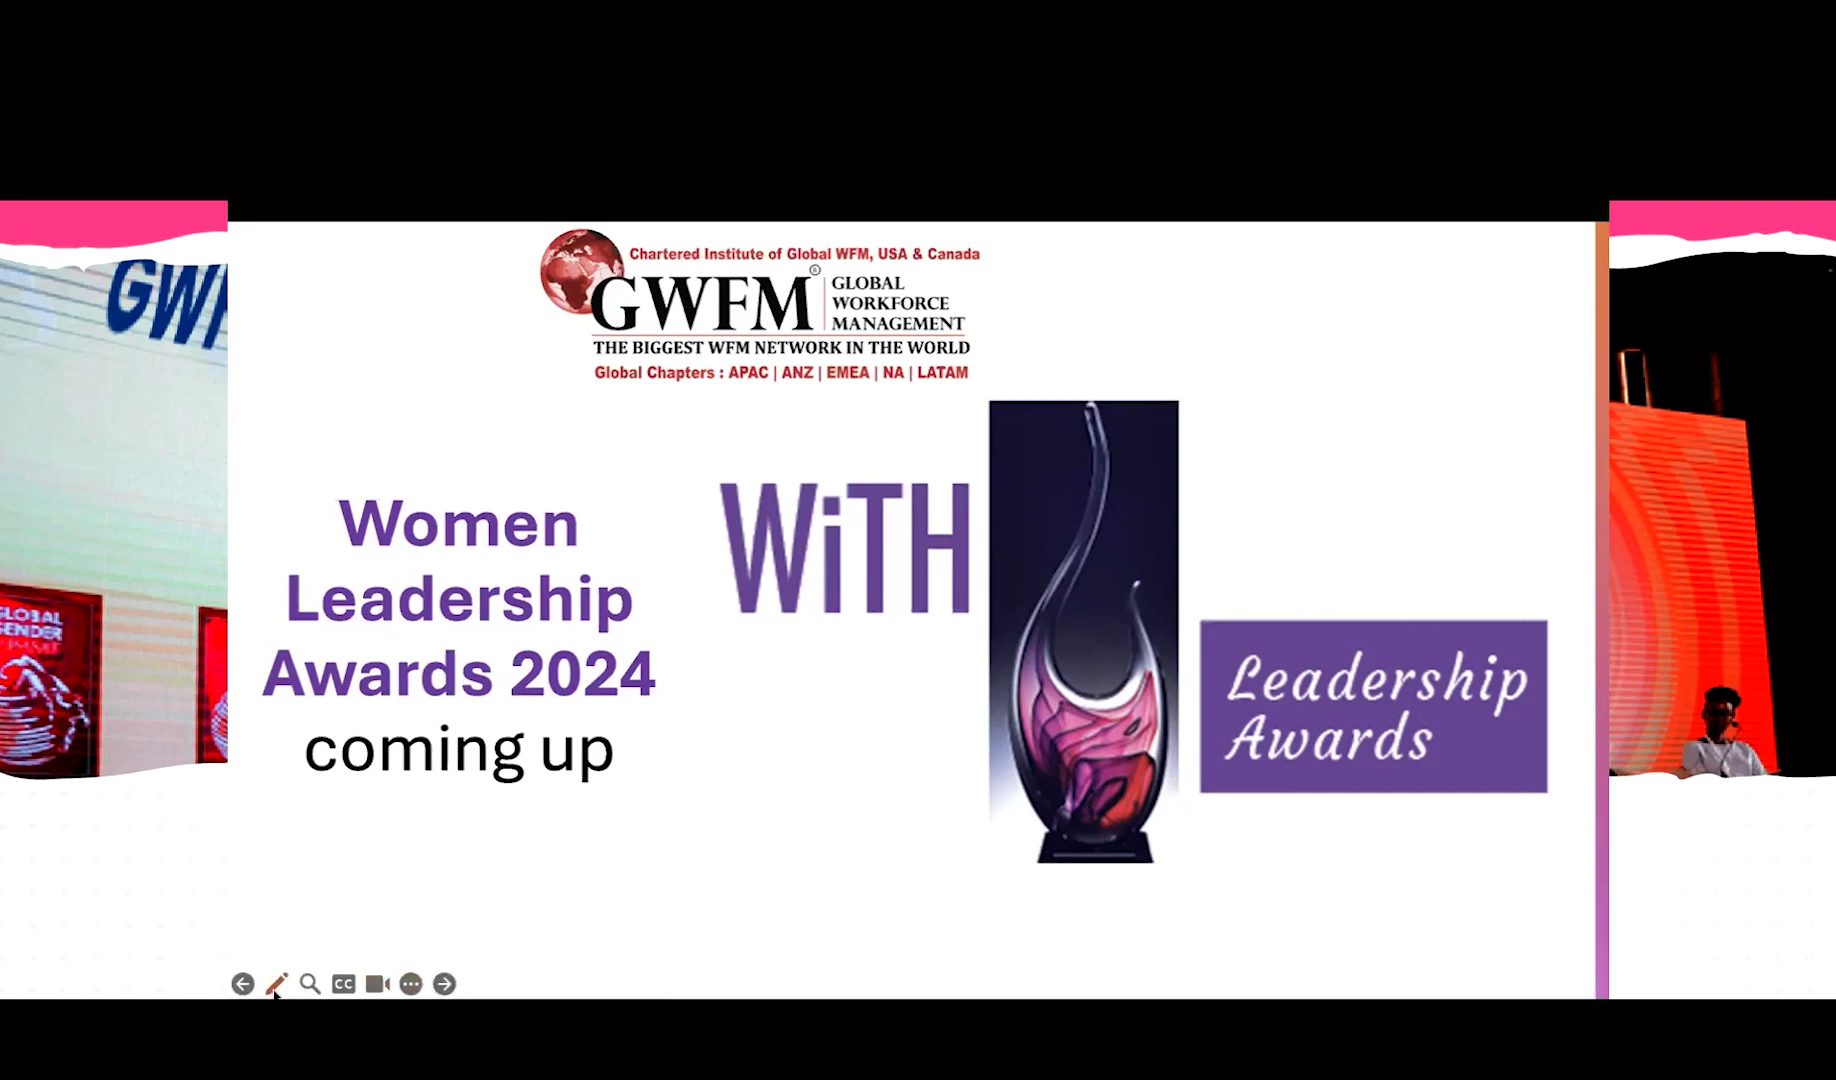 Chartered Institute of Global WFM, USA & Canada
GWFM®
GLOBAL
WORKFORCE
MANAGEMENT
THE BIGGEST WFM NETWORK IN THE WORLD
Global Chapters : APAC | ANZ | EMEA | NA | LATAM
Women
Leadership
Awards 2024
coming up
WiTH
Leadership
Awards
GLOBAL
GENDER
CC